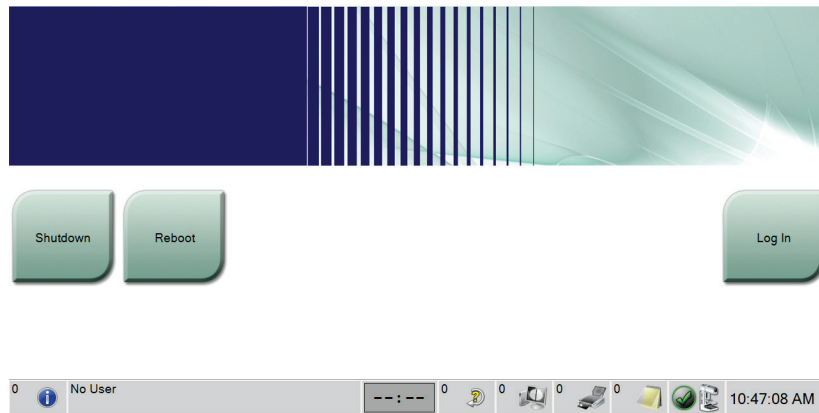 Shutdown
Reboot
Log In
0
No User
--:--
0
0
0
0
10:47:08 AM